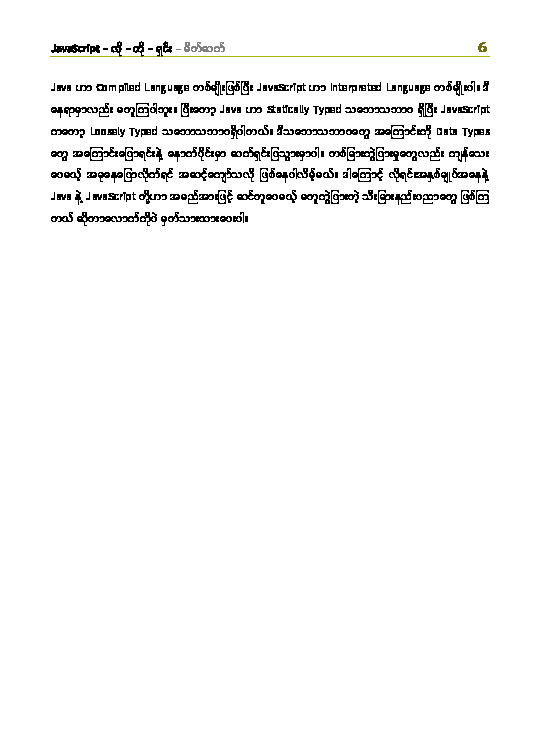 JavaScript – လို – တို – ရှင်း – မိတ်ဆက် 6
Java ဟာ Compiled Language တစ်မျိုးဖြစ်ပြီး JavaScript ဟာ Interpreted Language တစ်မျိုးပါ။ ဒီ
နေရာမှာလည်း မတူကြပါဘူး။ ပြီးတော့ Java ဟာ Statically Typed သဘောသဘာဝ ရှိပြီး JavaScript
ကတော့ Loosely Typed သဘောသဘာဝရှိပါတယ်။ ဒီသဘောသဘာဝတွေ အကြောင်းကို Data Types
တွေ အကြောင်းပြောရင်းနဲ့ နောက်ပိုင်းမှာ ဆက်ရှင်းပြသွားမှာပါ။ တစ်ခြားကွဲပြားမှုတွေလည်း ကျန်သေး
ပေမယ့် အခုနေပြောလိုက်ရင် အဆင့်ကျော်သလို ဖြစ်နေပါလိမ့်မယ်။ ဒါကြောင့် လိုရင်းအနှစ်ချုပ်အနေနဲ့
Java နဲ့ JavaScript တို့ဟာ အမည်အားဖြင့် ဆင်တူပေမယ့် မတူကွဲပြားတဲ့ သီးခြားနည်းပညာတွေ ဖြစ်ကြ
တယ် ဆိုတာလောက်ကိုပဲ မှတ်သားထားပေးပါ။